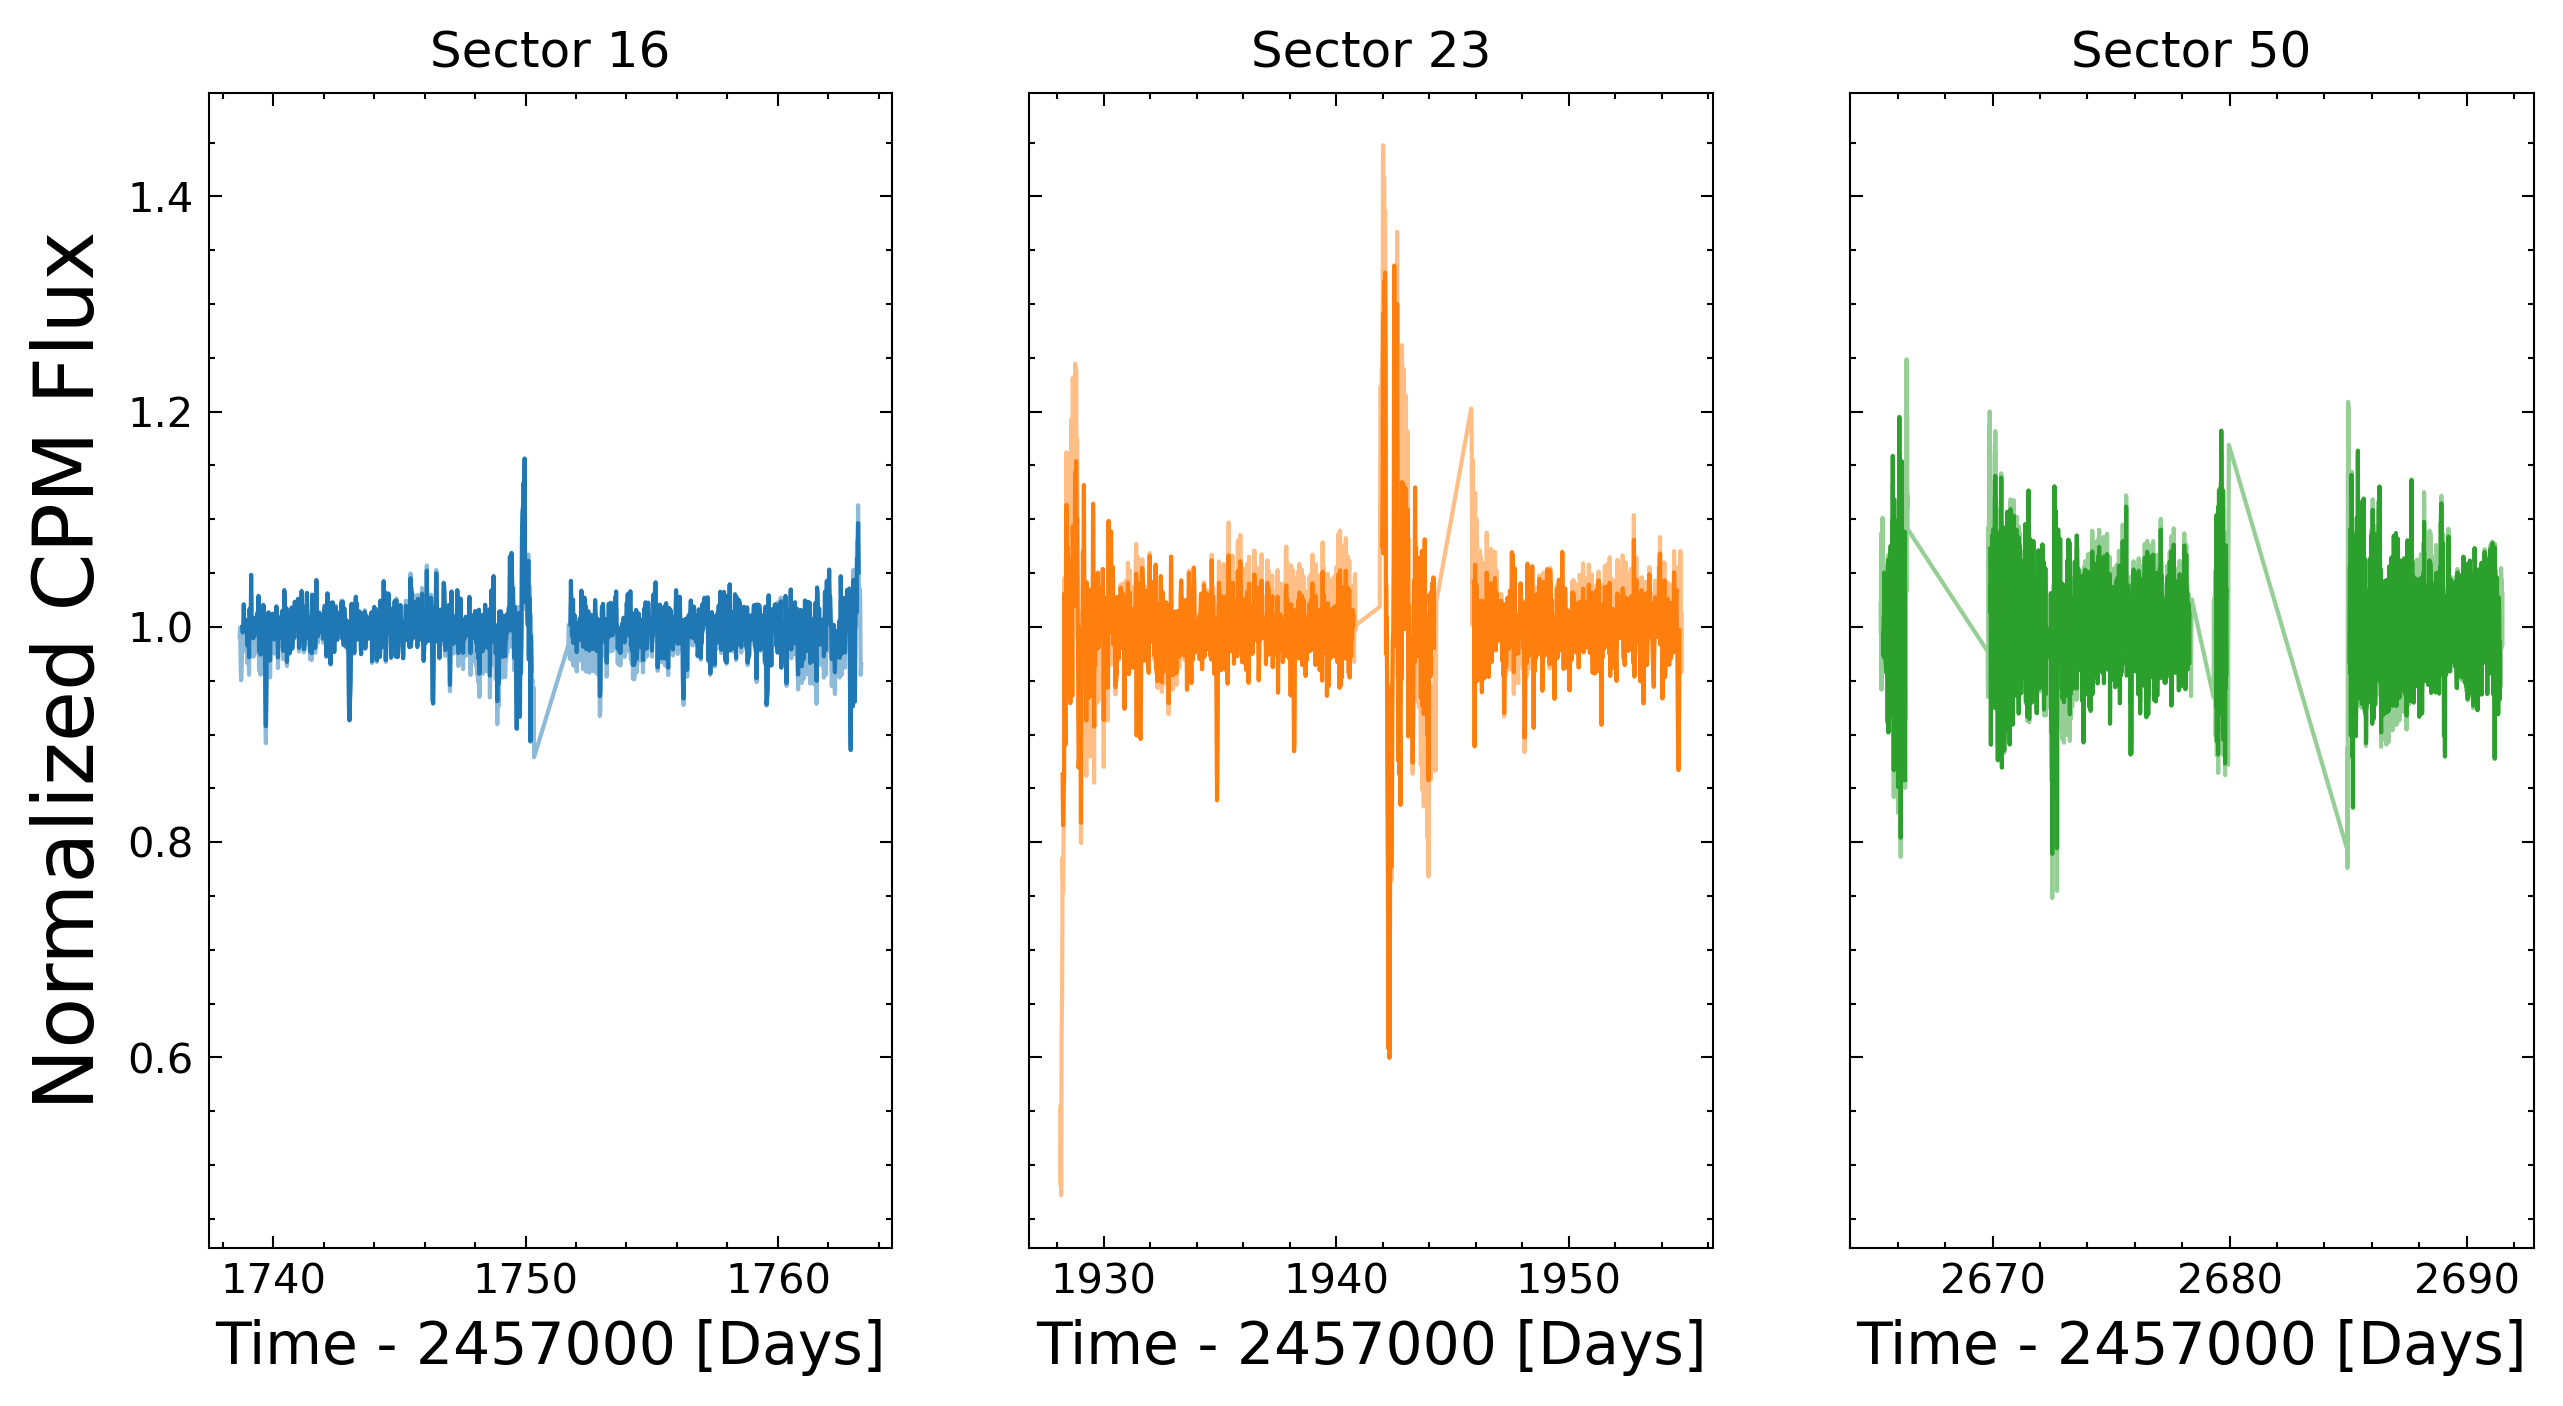 Sector 16 Sector 23 Sector 50
Normalized CPM Flux
1.4
1.2
1.0
0.8
0.6
1740 1750 1760 1930 1940 1950 2670 2680 2690
Time - 2457000 [Days] Time - 2457000 [Days] Time - 2457000 [Days]